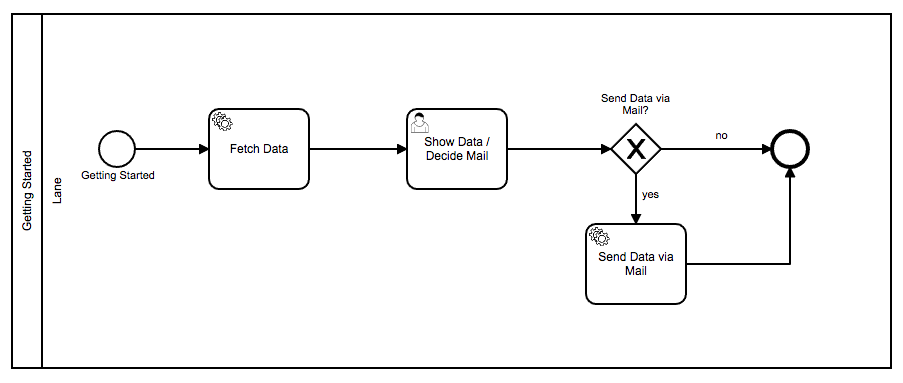 Getting Started
Lane
Getting Started
Fetch Data
Show Data /
Decide Mail
Send Data via
Mail?
no
yes
Send Data via
Mail